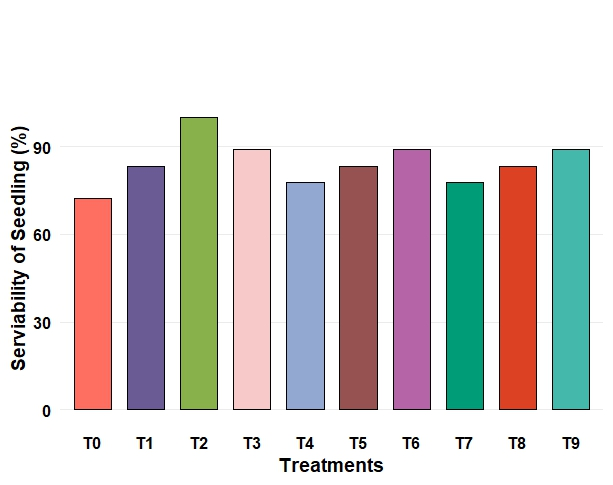 Serviability of Seedling (%)
90
60
30
0
T0 T1 T2 T3 T4 T5 T6 T7 T8 T9
Treatments